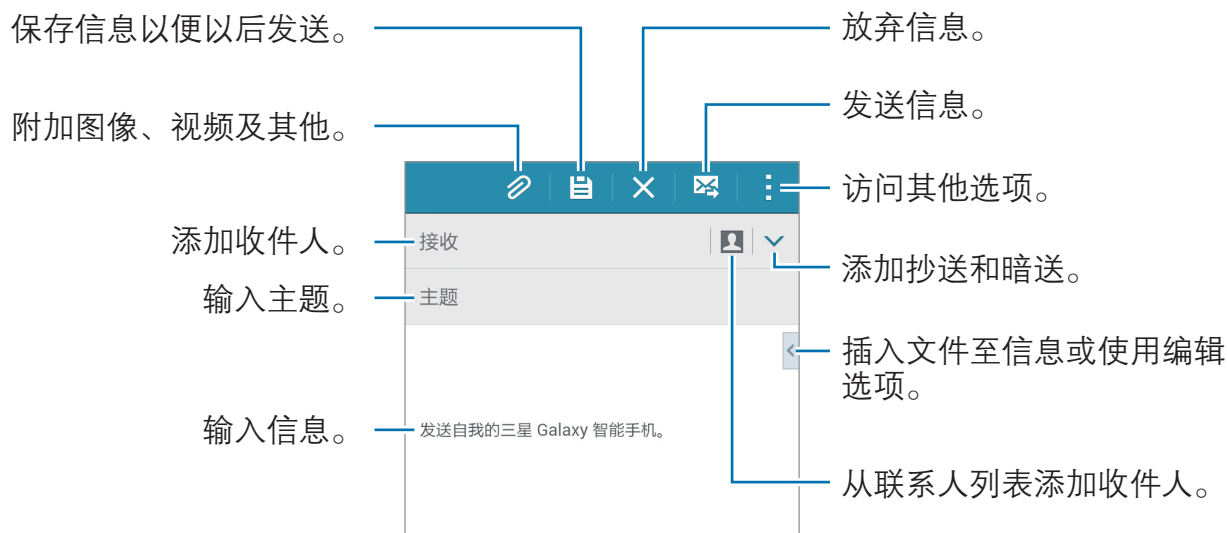 保存信息以便以后发送。
放弃信息。
附加图像、视频及其他。
发送信息。
访问其他选项。
添加收件人。
接收
添加抄送和暗送。
输入主题。
主题
插入文件至信息或使用编辑
选项。
输入信息。
发送自我的三星 Galaxy 智能手机。
从联系人列表添加收件人。